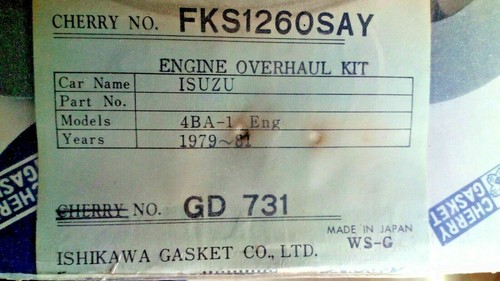 CHERRY NO. FKS1260SAY
ENGINE OVERHAUL KIT
Car Name ISUZU
Part No.
Models 4BA-1 Eng
Years 1979~81
CHERRY NO. GD 731
MADE IN JAPAN
WS-G
ISHIKAWA GASKET CO., LTD.
CHERRY
GASKET
CHERRY
GASKET